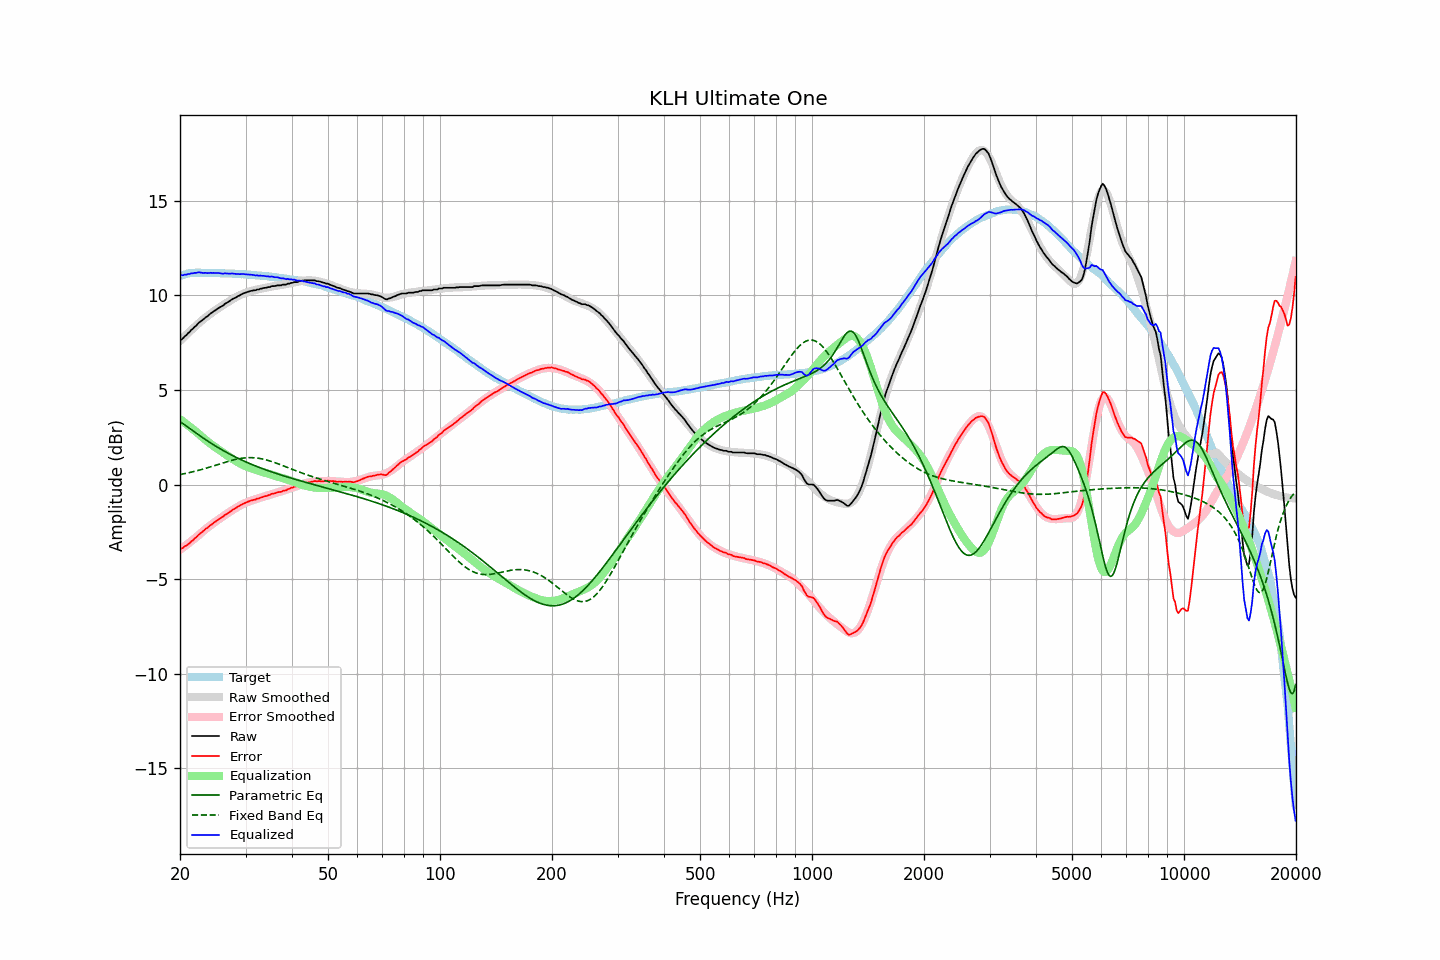 KLH Ultimate One
Amplitude (dBr)
15
10
5
0
−5
−10
−15
Target
Raw Smoothed
Error Smoothed
Raw
Error
Equalization
Parametric Eq
Fixed Band Eq
Equalized
20 50 100 200 500 1000 2000 5000 10000 20000
Frequency (Hz)